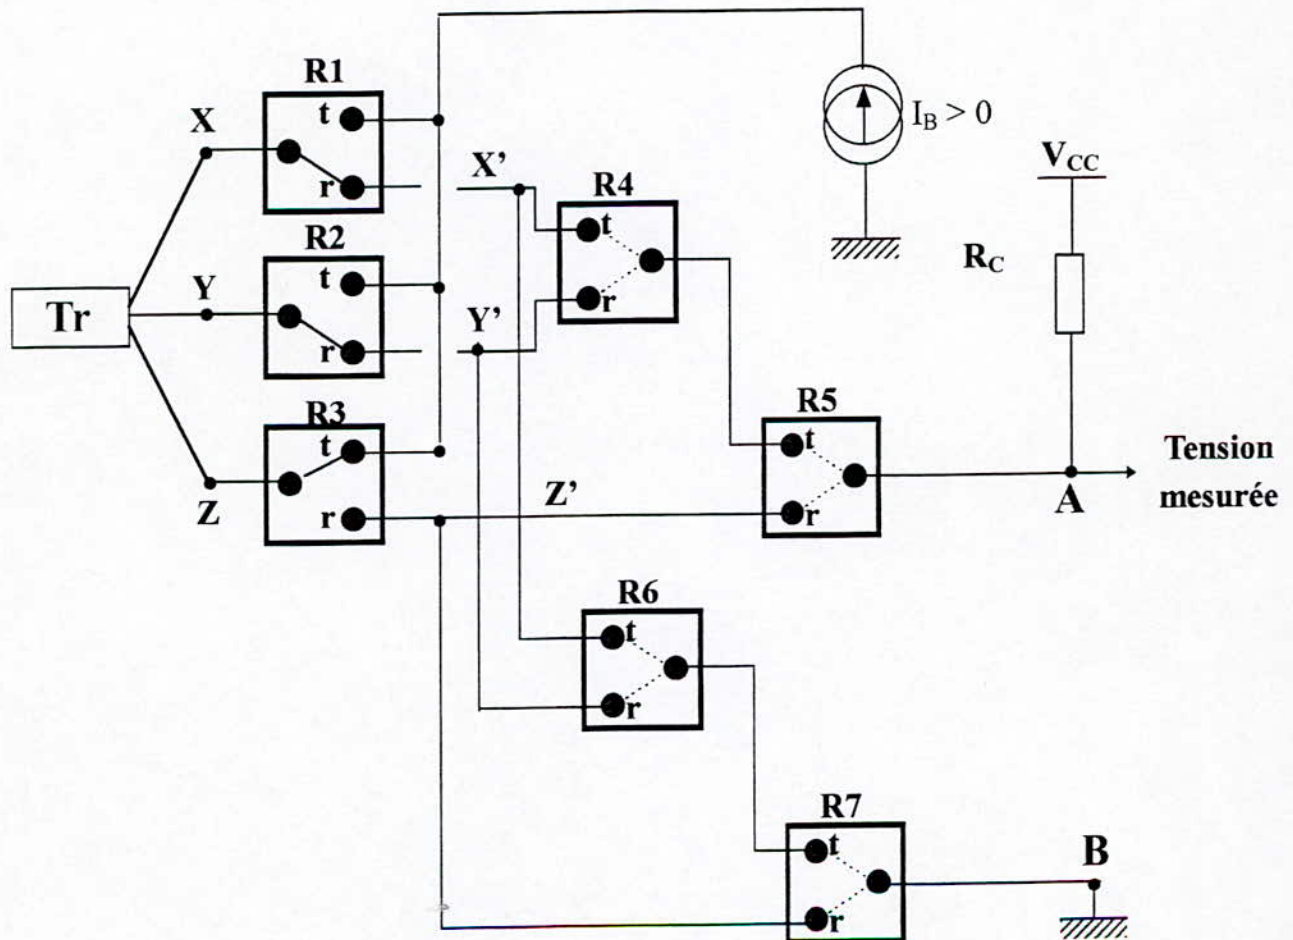 R1
t
r
X
I_B > 0
V_CC
X'
R4
t
r
R2
t
r
Y
Tr
R_C
Y'
R3
t
r
Z
R5
t
r
Z'
A
Tension
mesurée
R6
t
r
R7
t
r
B